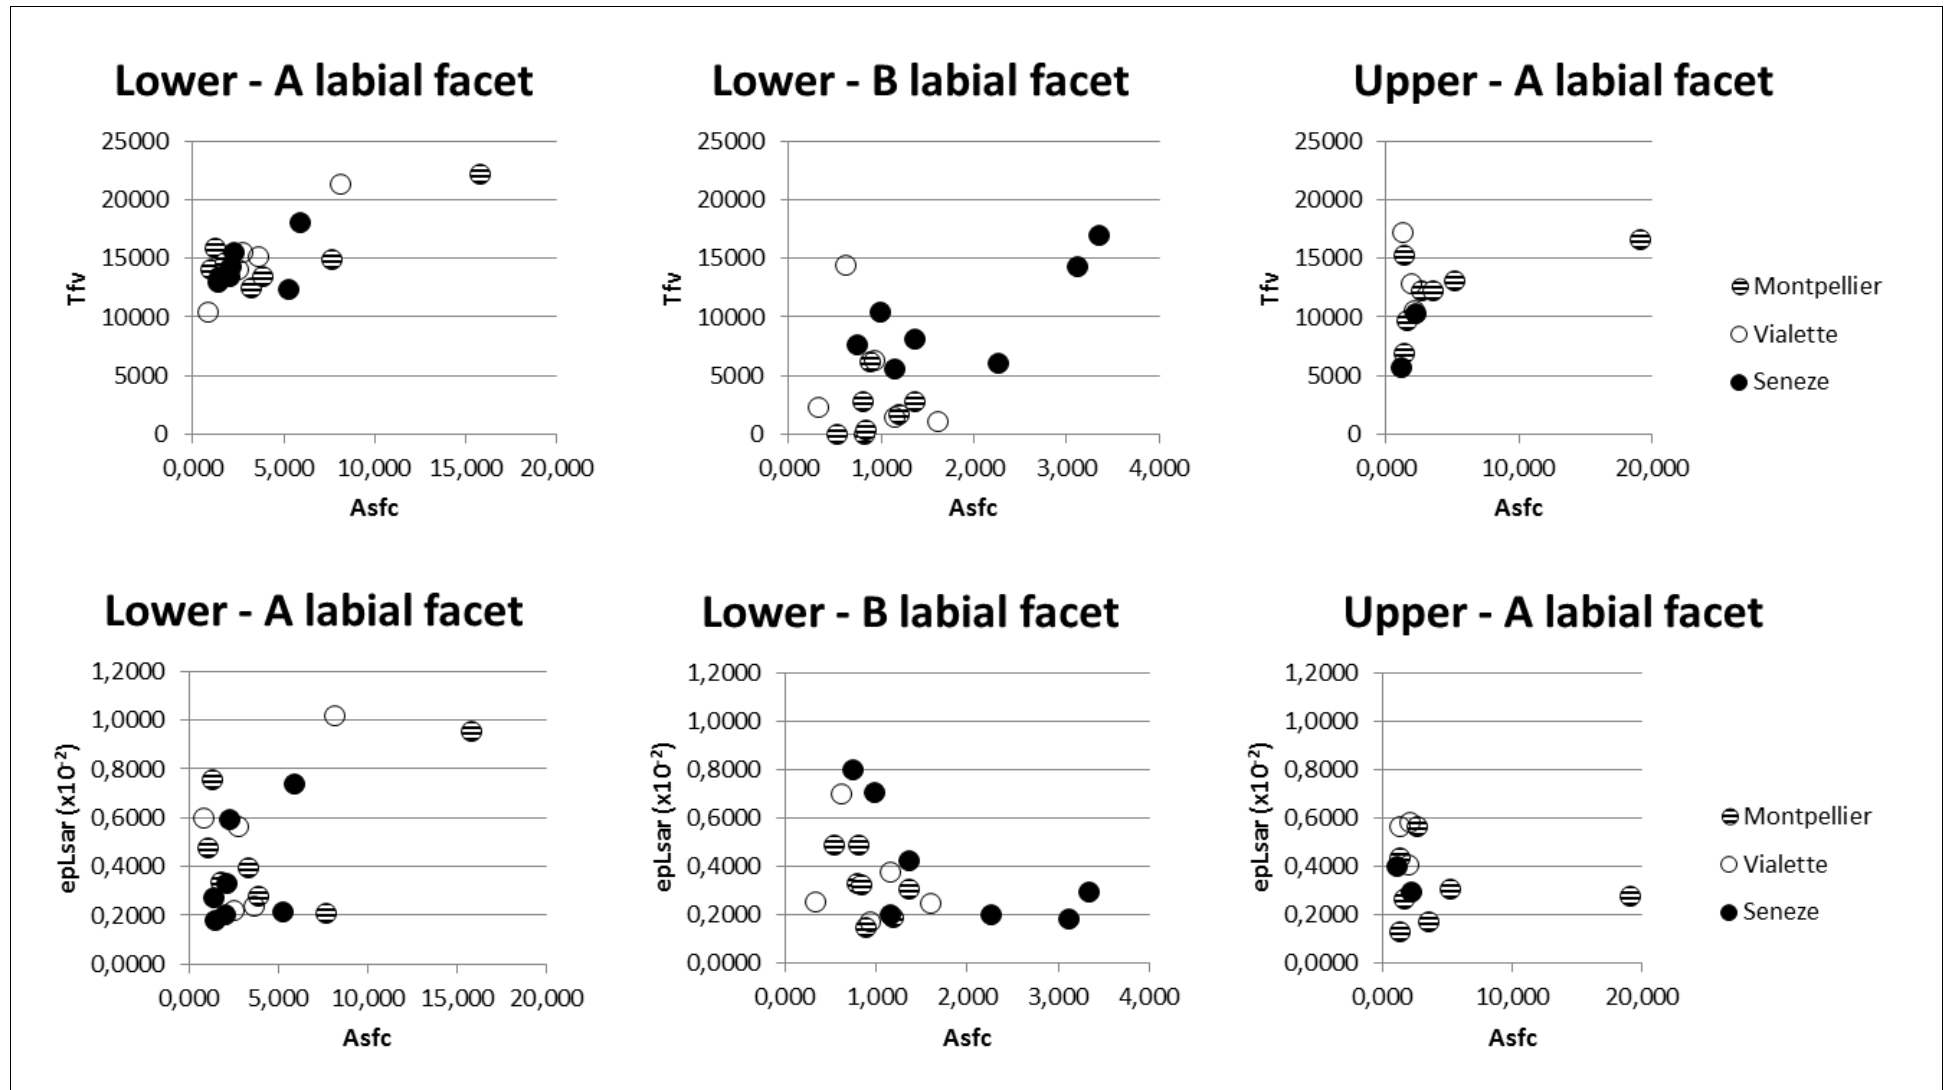 Lower - A labial facet
25000
20000
15000
10000
5000
0
Tfv
0,000 5,000 10,000 15,000 20,000
Asfc
Lower - B labial facet
25000
20000
15000
10000
5000
0
Tfv
0,000 1,000 2,000 3,000 4,000
Asfc
Upper - A labial facet
25000
20000
15000
10000
5000
0
Tfv
0,000 10,000 20,000
Asfc
Montpellier
Vialette
Seneze
Lower - A labial facet
1,2000
1,0000
0,8000
0,6000
0,4000
0,2000
0,0000
epLsar (x10⁻²)
0,000 5,000 10,000 15,000 20,000
Asfc
Lower - B labial facet
1,2000
1,0000
0,8000
0,6000
0,4000
0,2000
0,0000
epLsar (x10⁻²)
0,000 1,000 2,000 3,000 4,000
Asfc
Upper - A labial facet
1,2000
1,0000
0,8000
0,6000
0,4000
0,2000
0,0000
epLsar (x10⁻²)
0,000 10,000 20,000
Asfc
Montpellier
Vialette
Seneze